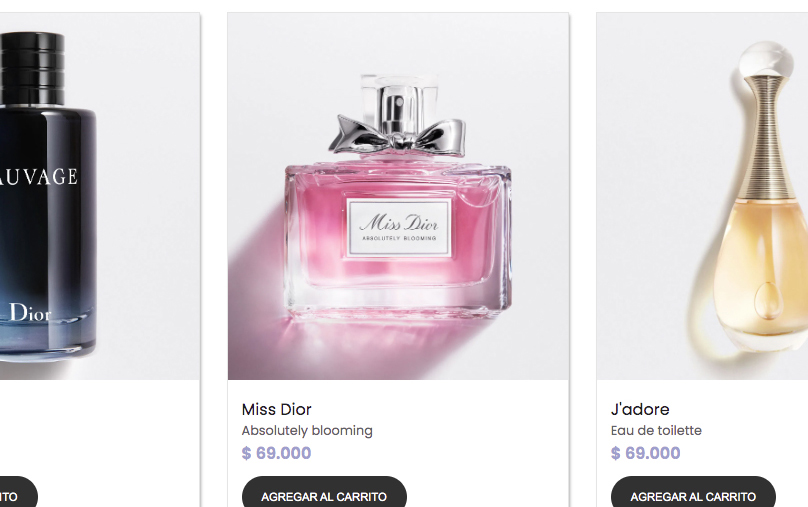 AUVAGE
Dior
ITO
Miss Dior
ABSOLUTELY BLOOMING
Miss Dior
Absolutely blooming
$ 69.000
AGREGAR AL CARRITO
J'adore
Eau de toilette
$ 69.000
AGREGAR AL CARRITO